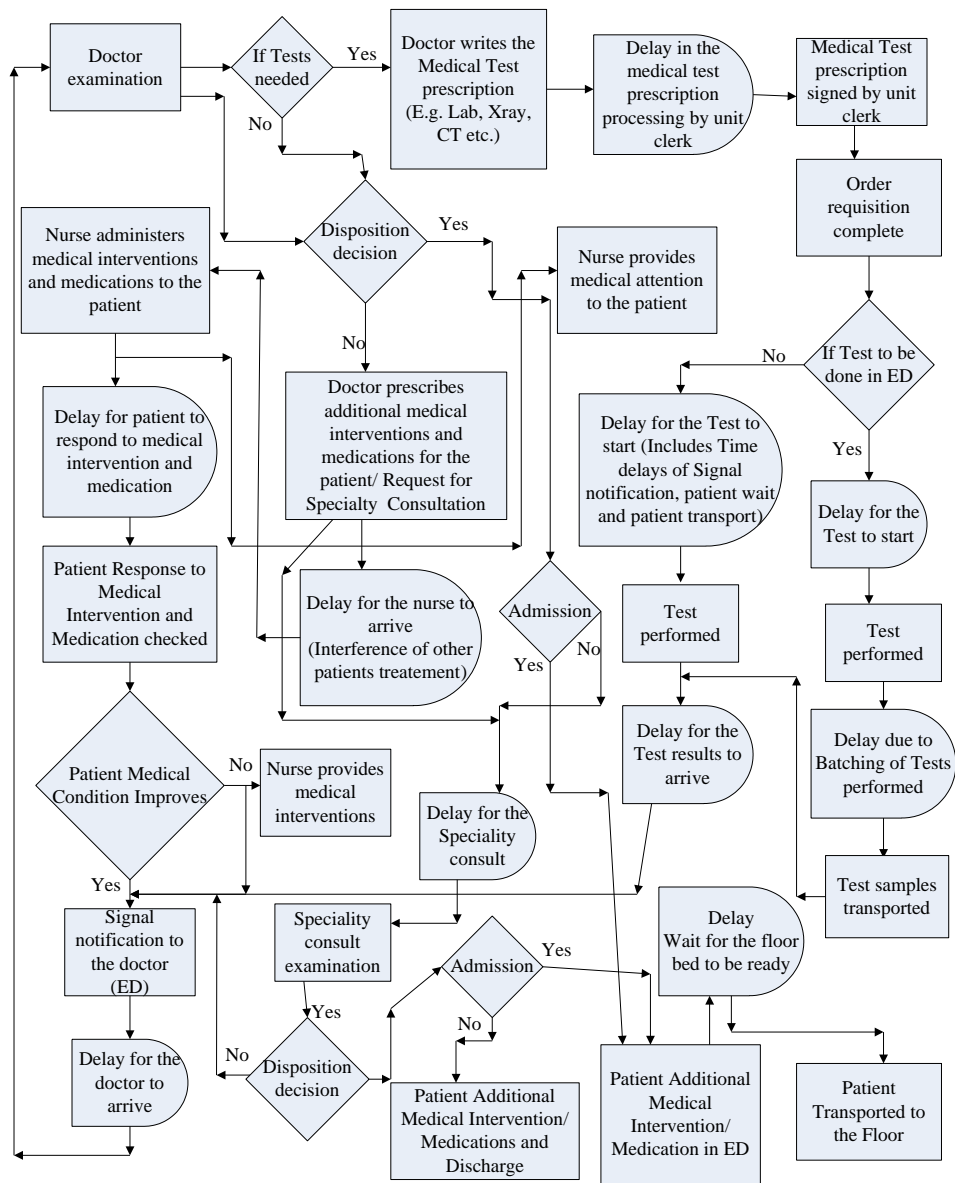 Doctor
examination
If Tests
needed
Yes
No
Doctor writes the
Medical Test
prescription
(E.g. Lab, Xray,
CT etc.)
Delay in the
medical test
prescription
processing by unit
clerk
Medical Test
prescription
signed by unit
clerk
Order
requisition
complete
Nurse administers
medical interventions
and medications to the
patient
Disposition
decision
Yes
No
Nurse provides
medical attention
to the patient
If Test to be
done in ED
No
Yes
Delay for patient to
respond to medical
intervention and
medication
Doctor prescribes
additional medical
interventions and
medications for the
patient/ Request for
Specialty Consultation
Delay for the Test to
start (Includes Time
delays of Signal
notification, patient wait
and patient transport)
Delay for the
Test to start
Patient Response to
Medical
Intervention and
Medication checked
Delay for the nurse to
arrive
(Interference of other
patients treatement)
Admission
Yes
No
Test
performed
Test
performed
Patient Medical
Condition Improves
No
Yes
Nurse provides
medical
interventions
Delay for the
Speciality
consult
Delay for the
Test results to
arrive
Delay due to
Batching of Tests
performed
Test samples
transported
Signal
notification to
the doctor
(ED)
Speciality
consult
examination
Yes
Admission
Yes
No
Delay
Wait for the floor
bed to be ready
Delay for the
doctor to
arrive
No
Disposition
decision
Patient Additional
Medical Intervention/
Medications and
Discharge
Patient Additional
Medical
Intervention/
Medication in ED
Patient
Transported to
the Floor